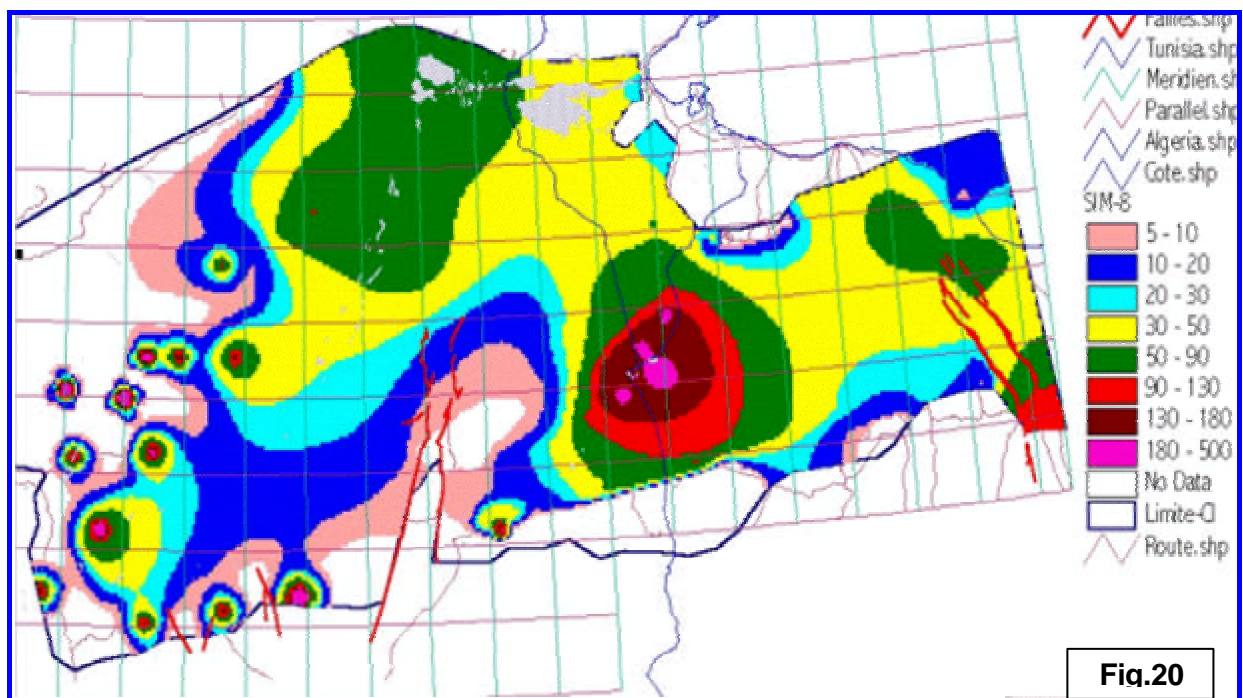 Failles.shp
Tunisia.shp
Meridien.sh
Parallel.shp
Algeria.shp
Cote.shp
SIM-8
5 - 10
10 - 20
20 - 30
30 - 50
50 - 90
90 - 130
130 - 180
180 - 500
No Data
Limite-CI
Route.shp
Fig.20